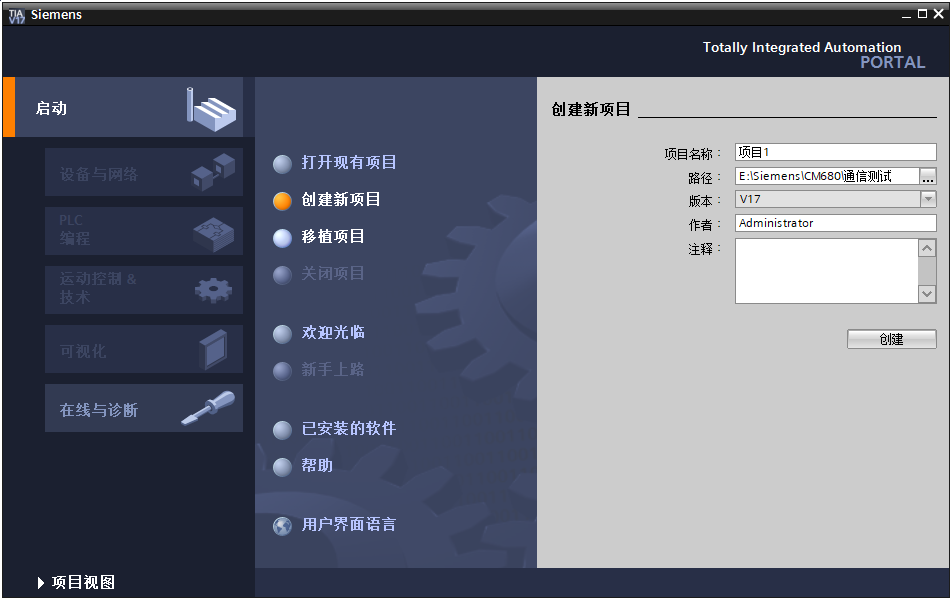 TIA V17 Siemens
Totally Integrated Automation
PORTAL
启动
设备与网络
PLC
编程
运动控制 &
技术
可视化
在线与诊断
项目视图
打开现有项目
创建新项目
移植项目
关闭项目
欢迎光临
新手上路
已安装的软件
帮助
用户界面语言
创建新项目
项目名称： 项目1
路径： E:\Siemens\CM680\通信测试 ...
版本： V17
作者： Administrator
注释：
创建